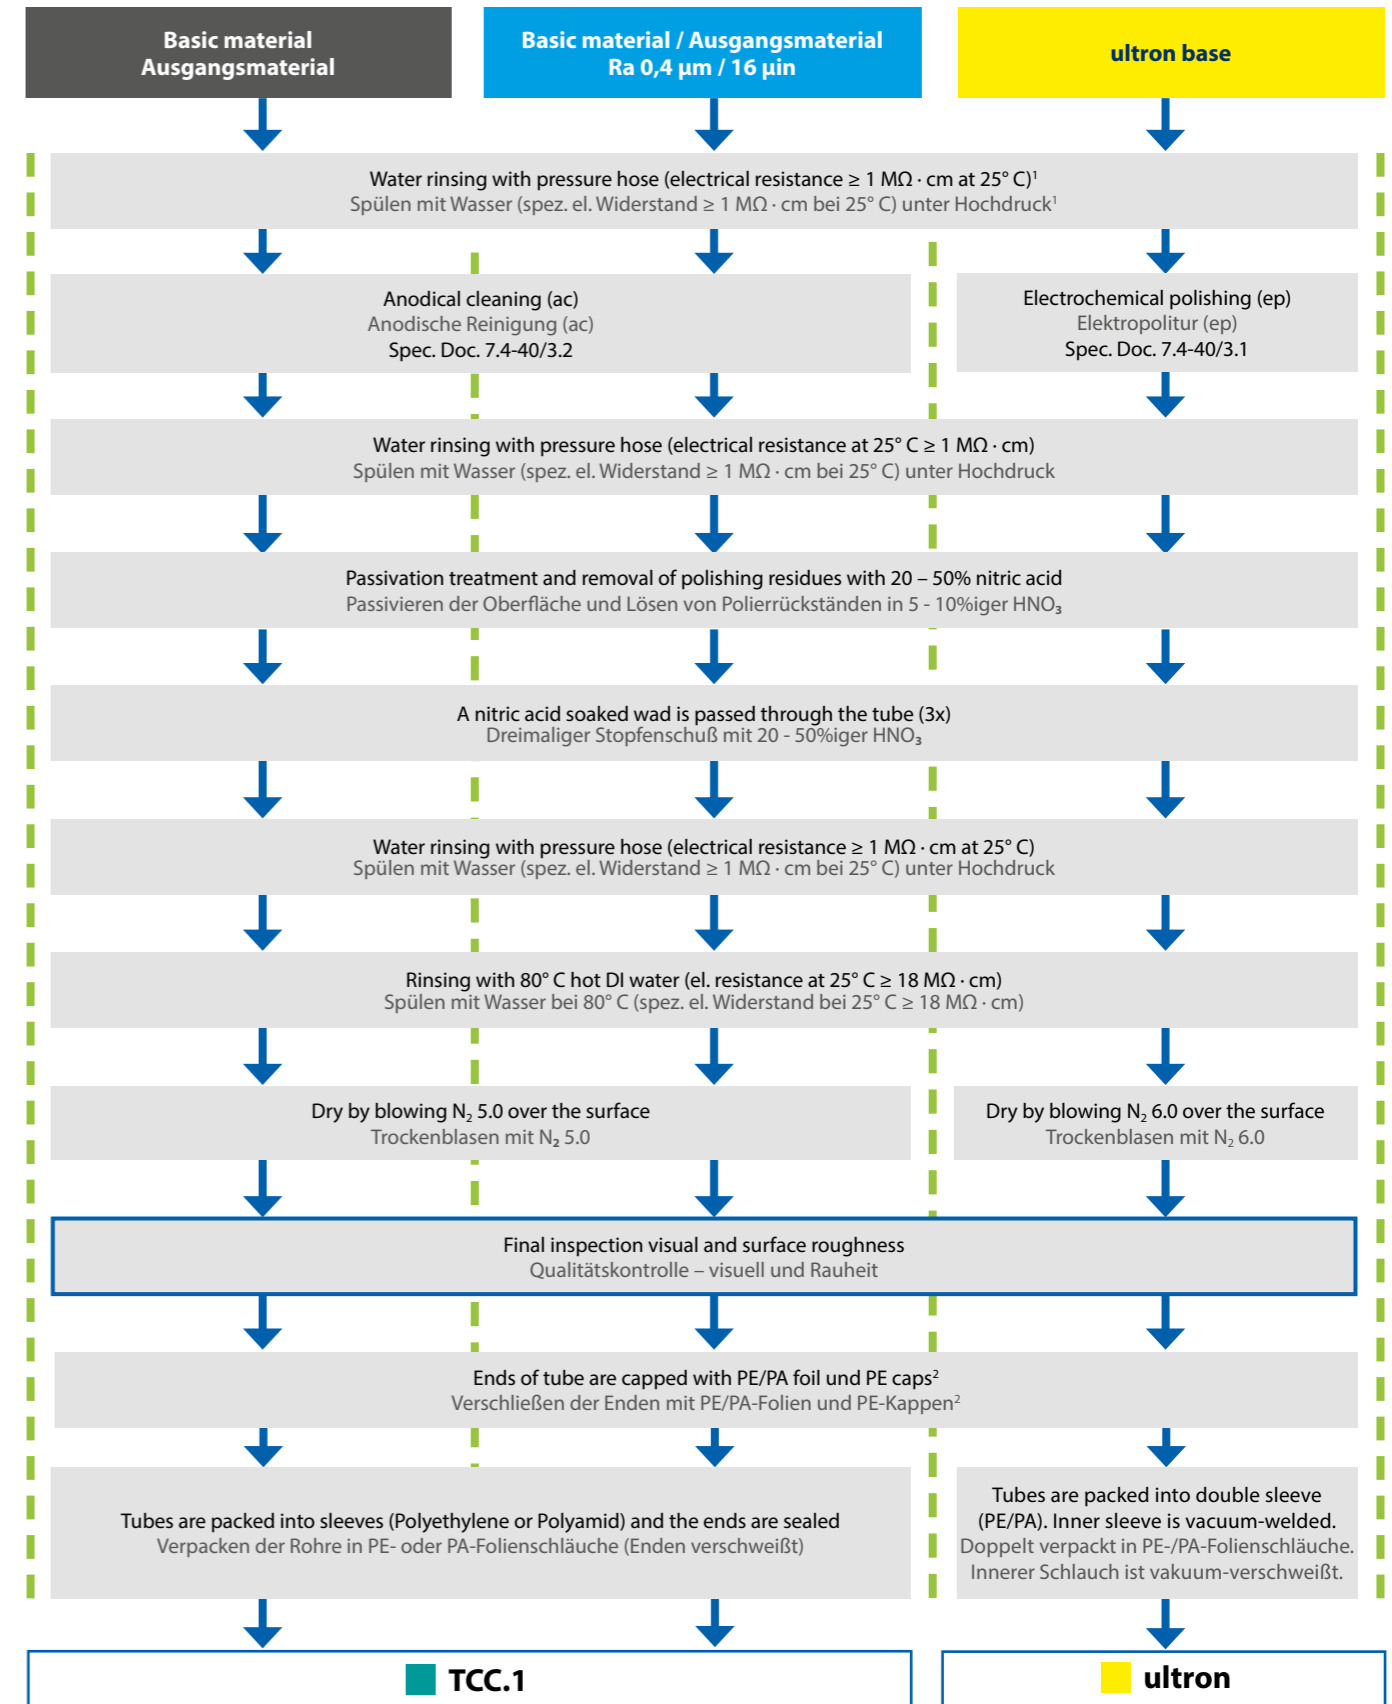 Basic material
Ausgangsmaterial
Basic material / Ausgangsmaterial
Ra 0,4 µm / 16 µin
ultron base
Water rinsing with pressure hose (electrical resistance ≥ 1 MΩ · cm at 25° C)¹
Spülen mit Wasser (spez. el. Widerstand ≥ 1 MΩ · cm bei 25° C) unter Hochdruck¹
Anodical cleaning (ac)
Anodische Reinigung (ac)
Spec. Doc. 7.4-40/3.2
Electrochemical polishing (ep)
Elektropolitur (ep)
Spec. Doc. 7.4-40/3.1
Water rinsing with pressure hose (electrical resistance at 25° C ≥ 1 MΩ · cm)
Spülen mit Wasser (spez. el. Widerstand ≥ 1 MΩ · cm bei 25° C) unter Hochdruck
Passivation treatment and removal of polishing residues with 20 – 50% nitric acid
Passivieren der Oberfläche und Lösen von Polierrückständen in 5 - 10%iger HNO₃
A nitric acid soaked wad is passed through the tube (3x)
Dreimaliger Stopfenschuß mit 20 - 50%iger HNO₃
Water rinsing with pressure hose (electrical resistance ≥ 1 MΩ · cm at 25° C)
Spülen mit Wasser (spez. el. Widerstand ≥ 1 MΩ · cm bei 25° C) unter Hochdruck
Rinsing with 80° C hot DI water (el. resistance at 25° C ≥ 18 MΩ · cm)
Spülen mit Wasser bei 80° C (spez. el. Widerstand bei 25° C ≥ 18 MΩ · cm)
Dry by blowing N₂ 5.0 over the surface
Trockenblasen mit N₂ 5.0
Dry by blowing N₂ 6.0 over the surface
Trockenblasen mit N₂ 6.0
Final inspection visual and surface roughness
Qualitätskontrolle – visuell und Rauheit
Ends of tube are capped with PE/PA foil und PE caps²
Verschließen der Enden mit PE/PA-Folien und PE-Kappen²
Tubes are packed into sleeves (Polyethylene or Polyamid) and the ends are sealed
Verpacken der Rohre in PE- oder PA-Folienschläuche (Enden verschweißt)
Tubes are packed into double sleeve
(PE/PA). Inner sleeve is vacuum-welded.
Doppelt verpackt in PE-/PA-Folienschläuche.
Innerer Schlauch ist vakuum-verschweißt.
TCC.1
ultron